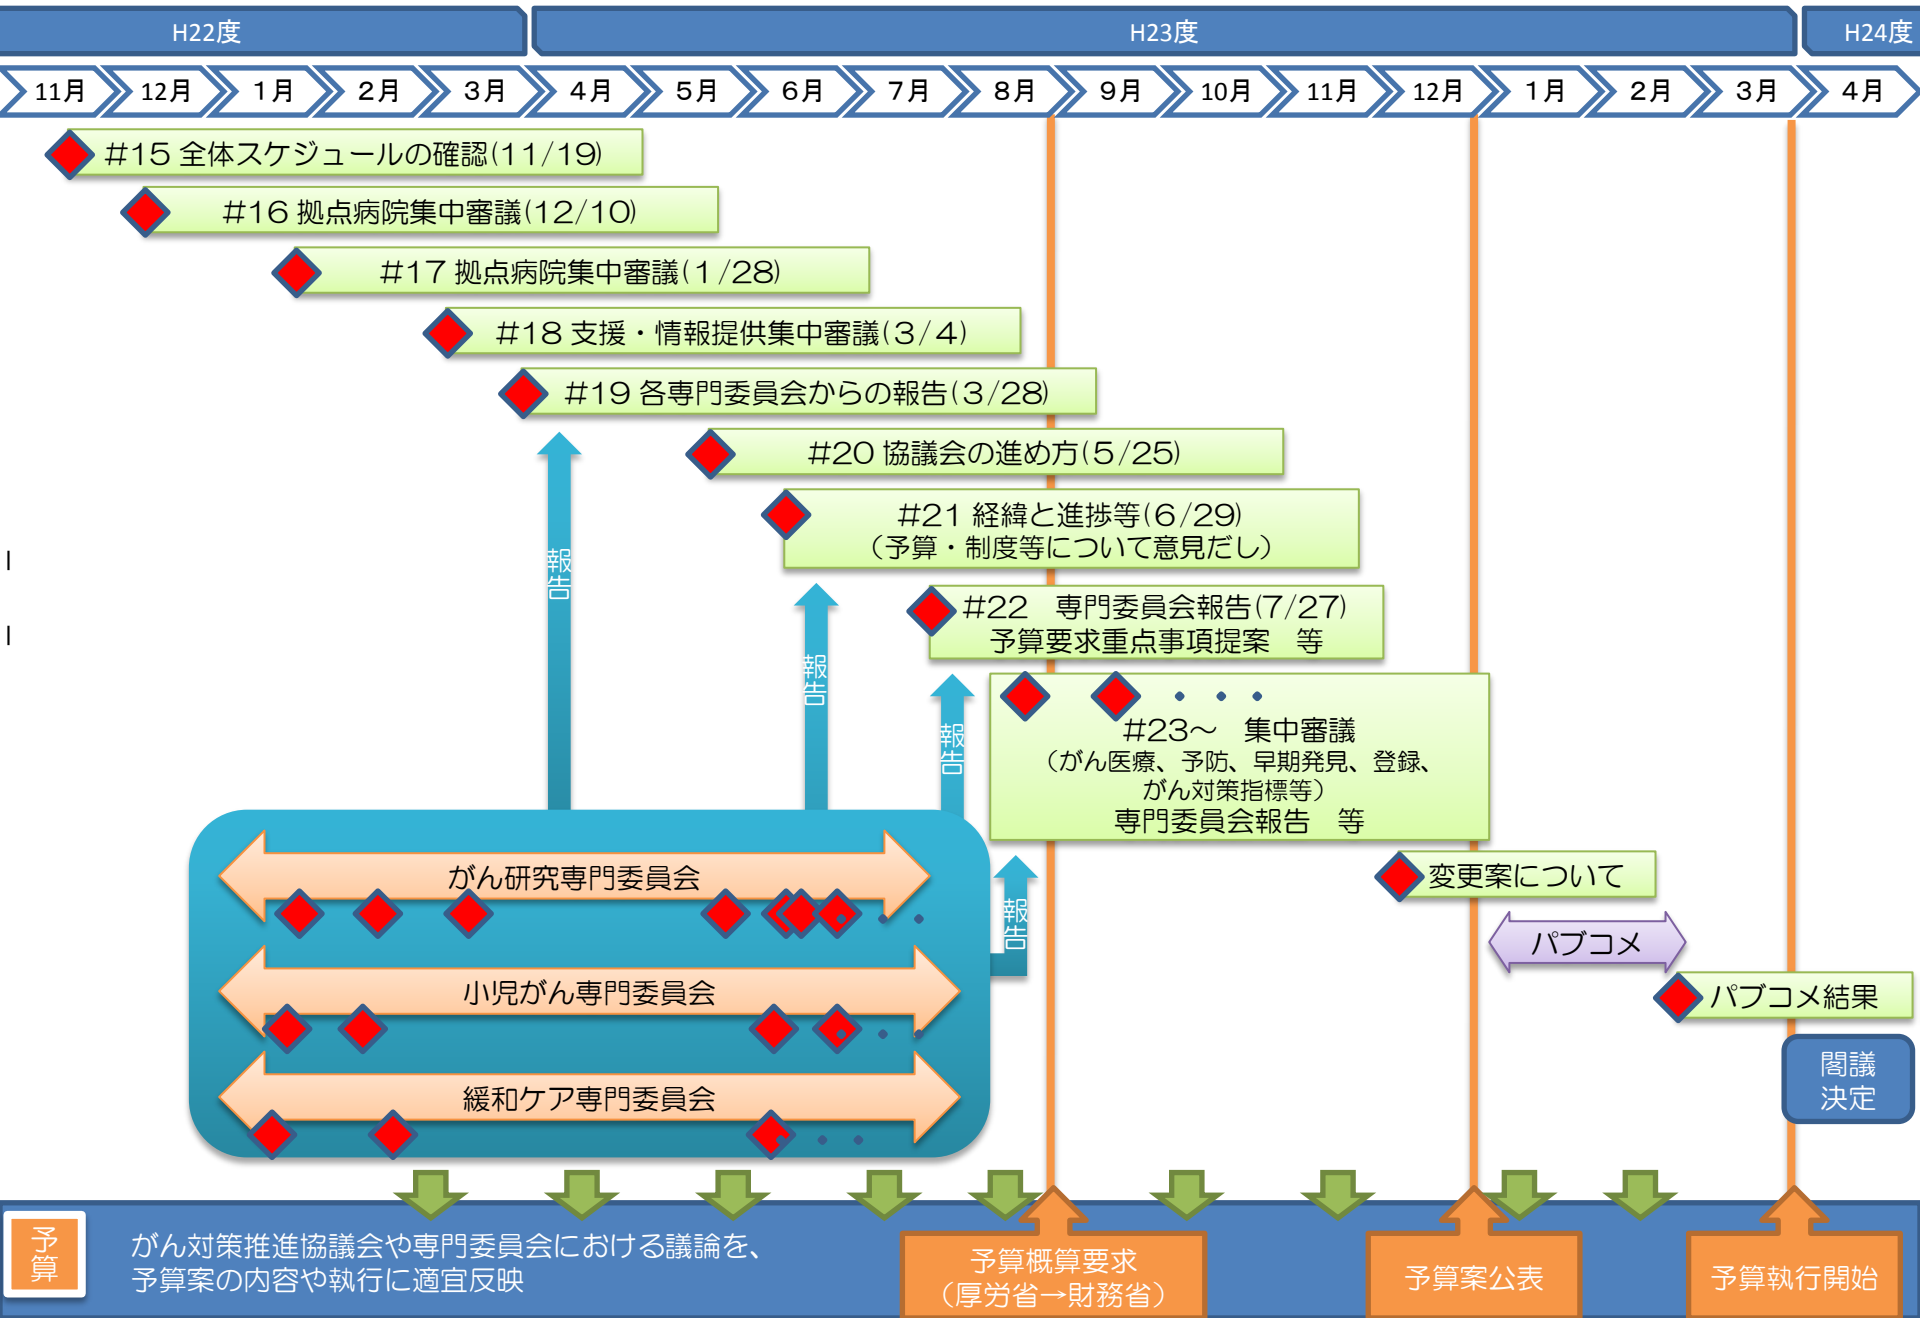 H22度
H23度
H24度
11月
12月
1月
2月
3月
4月
5月
6月
7月
8月
9月
10月
11月
12月
1月
2月
3月
4月
#15 全体スケジュールの確認(11/19)
#16 拠点病院集中審議(12/10)
#17 拠点病院集中審議(1/28)
#18 支援・情報提供集中審議(3/4)
#19 各専門委員会からの報告(3/28)
#20 協議会の進め方(5/25)
#21 経緯と進捗等(6/29)
（予算・制度等について意見だし）
#22　専門委員会報告(7/27)
予算要求重点事項提案　等
・・・
#23～　集中審議
（がん医療、予防、早期発見、登録、
がん対策指標等）
専門委員会報告　等
報告
報告
報告
報告
がん研究専門委員会
・・・
小児がん専門委員会
・・・
緩和ケア専門委員会
・・・
変更案について
パブコメ
パブコメ結果
閣議
決定
予算
がん対策推進協議会や専門委員会における議論を、
予算案の内容や執行に適宜反映
予算概算要求
（厚労省→財務省）
予算案公表
予算執行開始